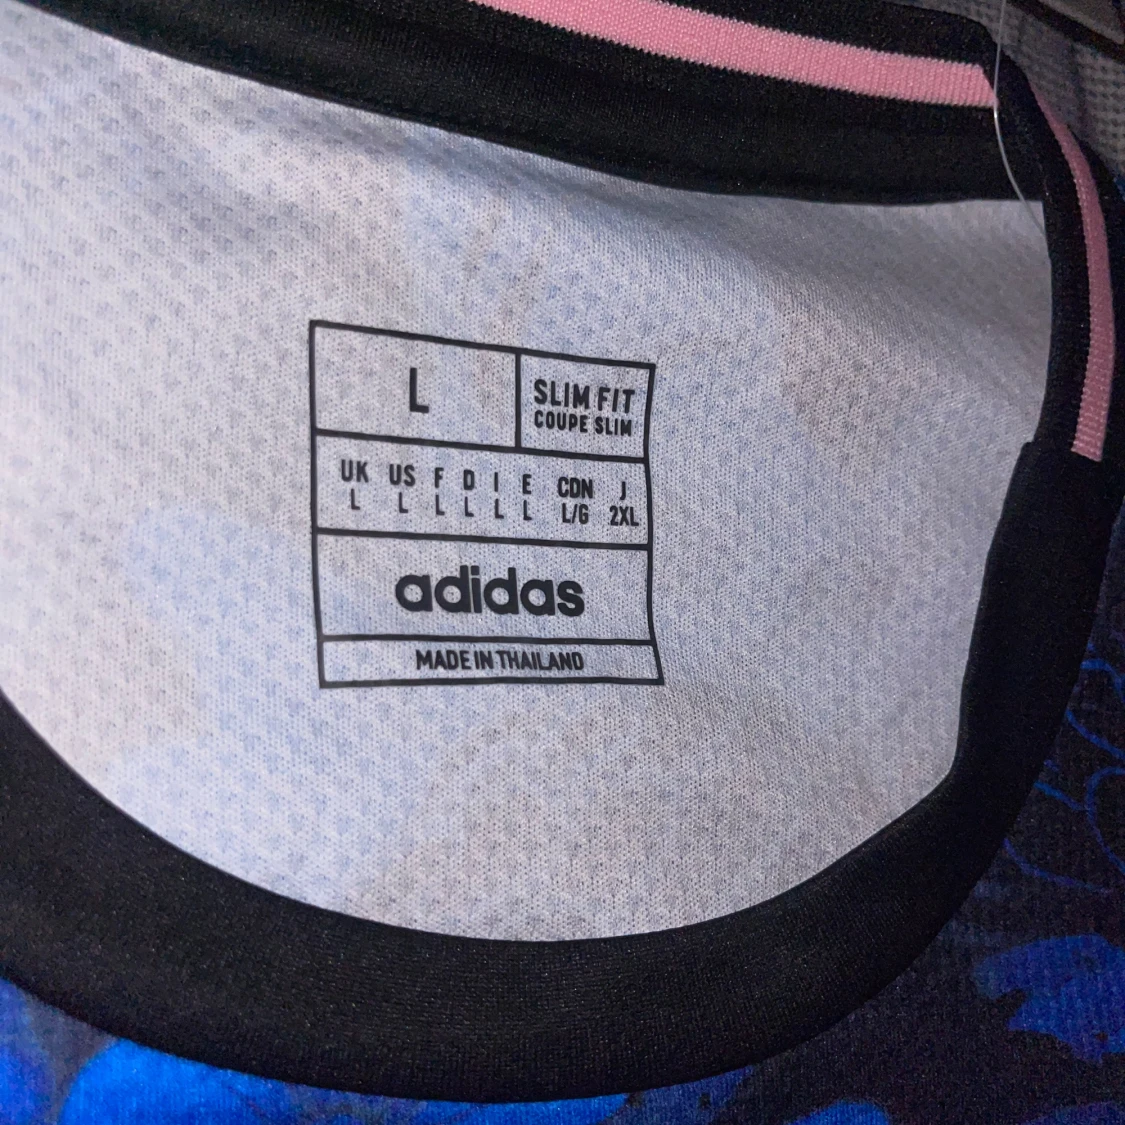 L
SLIM FIT
COUPE SLIM
UK US F D I E CDN J
L L L L L L L/G 2XL
adidas
MADE IN THAILAND